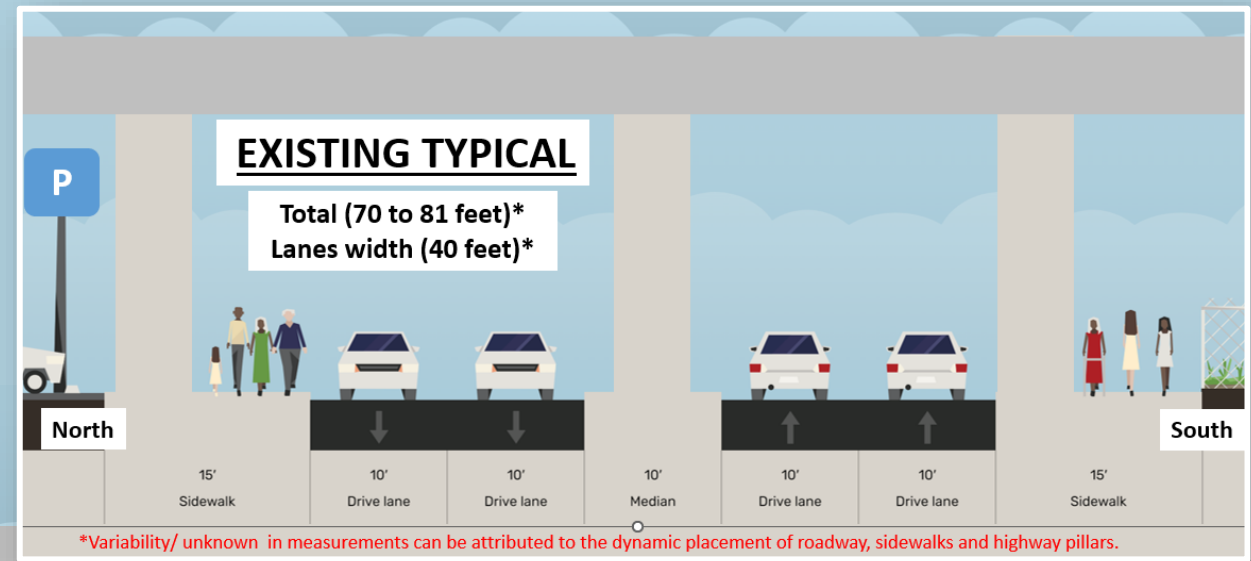 P
EXISTING TYPICAL
Total (70 to 81 feet)*
Lanes width (40 feet)*
North
South
15' 10' 10' 10' 10' 10' 15'
Sidewalk Drive lane Drive lane Median Drive lane Drive lane Sidewalk
*Variability/ unknown in measurements can be attributed to the dynamic placement of roadway, sidewalks and highway pillars.